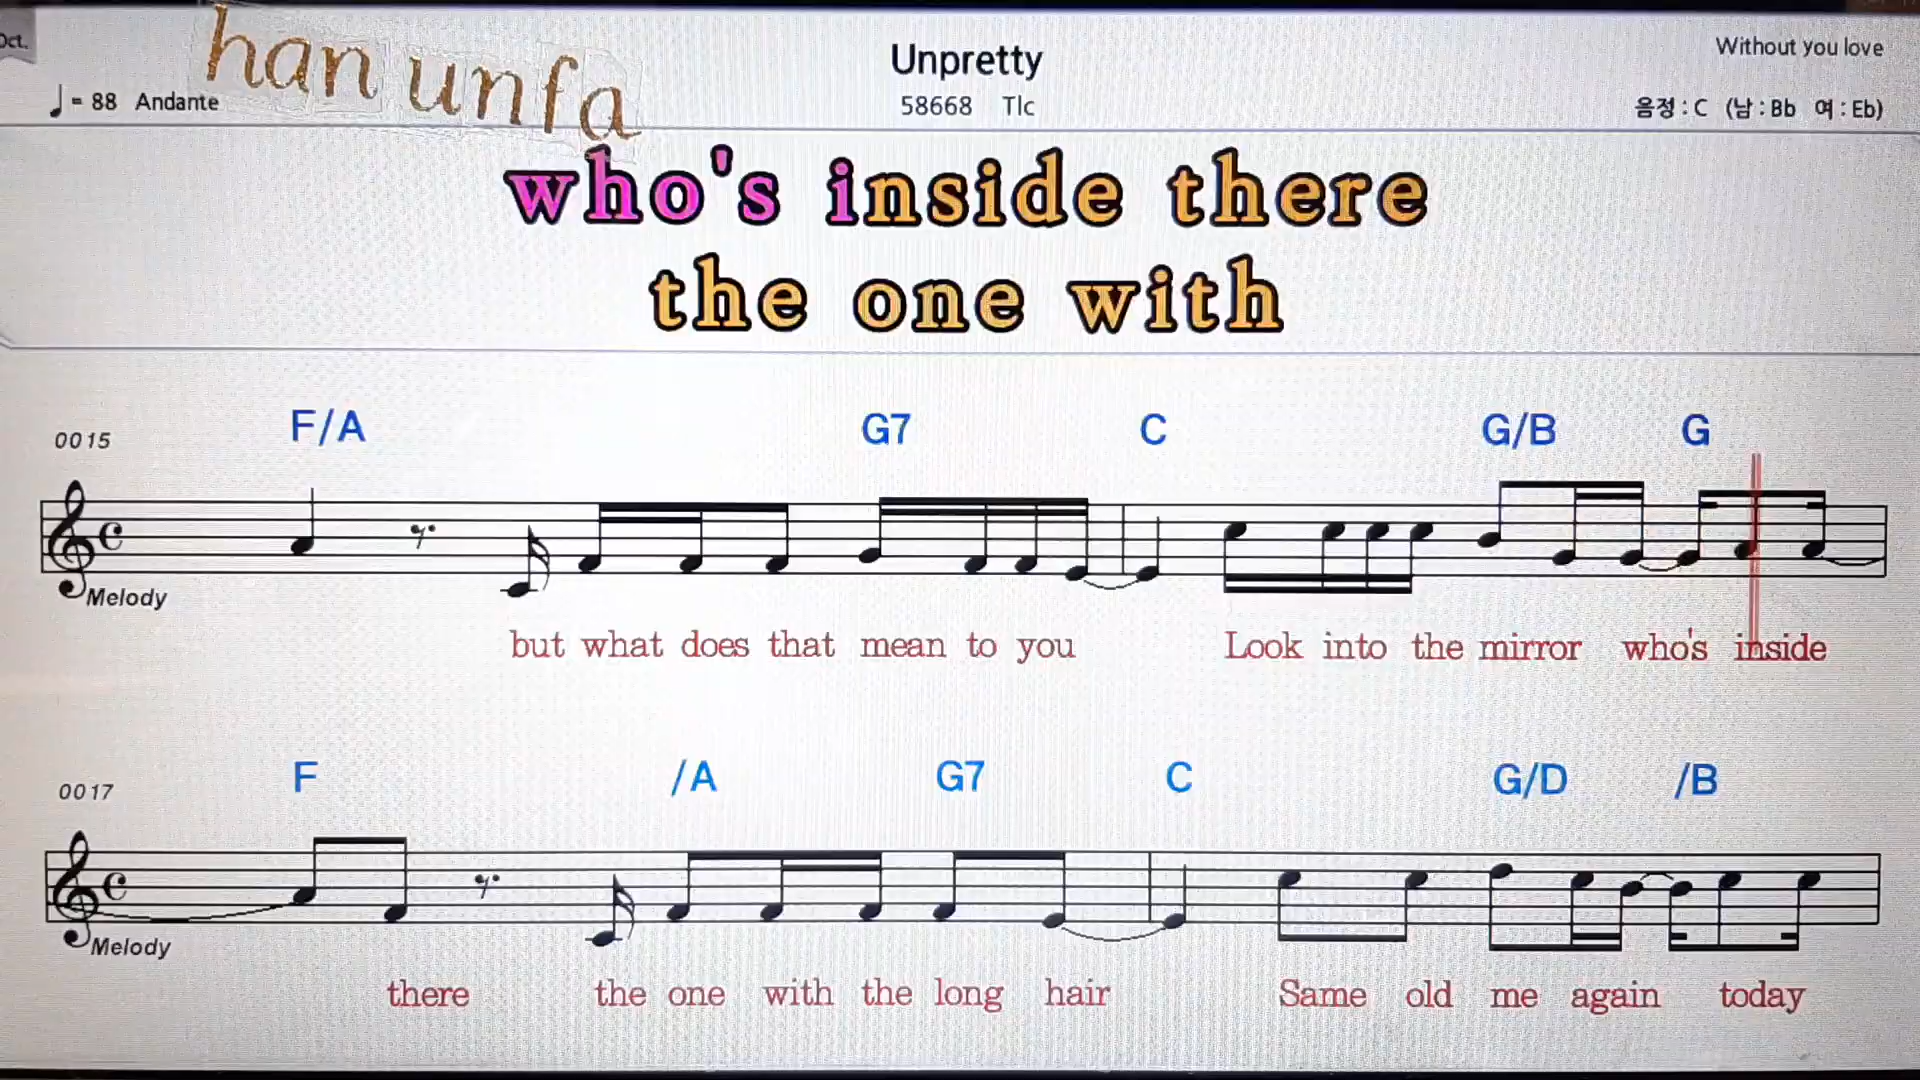 Oct.
han unfa
Unpretty
Without you love
♩= 88 Andante
58668 Tlc
음정 : C (남 : Bb 여 : Eb)
who's inside there
the one with
F/A G7 C G/B G
0015
Melody
but what does that mean to you Look into the mirror who's inside
F /A G7 C G/D /B
0017
Melody
there the one with the long hair Same old me again today